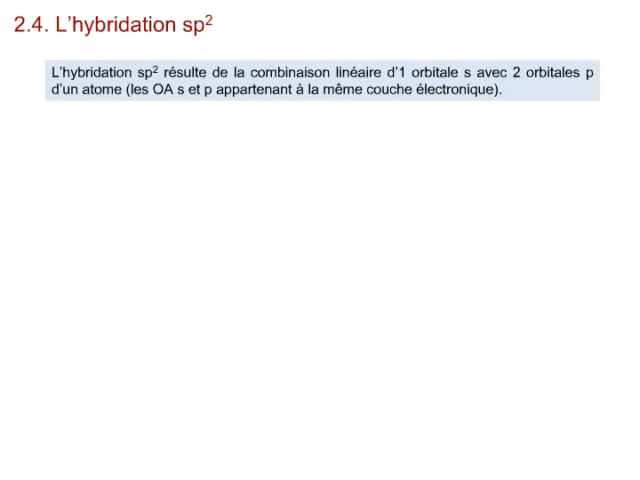 2.4. L’hybridation sp²
L’hybridation sp² résulte de la combinaison linéaire d’1 orbitale s avec 2 orbitales p
d’un atome (les OA s et p appartenant à la même couche électronique).